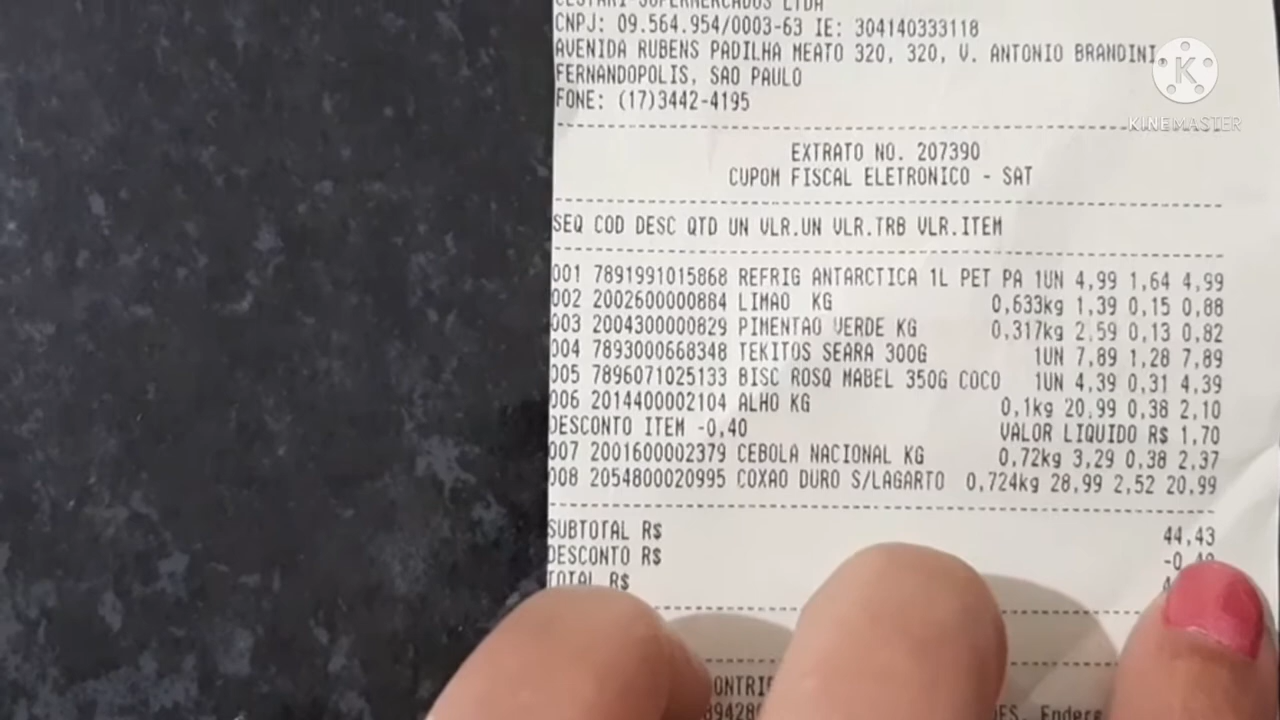 CNPJ: 09.564.954/0003-63 IE: 304140333118
AVENIDA RUBENS PADILHA MEATO 320, 320, V. ANTONIO BRANDINI,
FERNANDOPOLIS, SAO PAULO
FONE: (17)3442-4195
K
KINEMASTER
EXTRATO NO. 207390
CUPOM FISCAL ELETRONICO - SAT
SEQ COD DESC QTD UN VLR.UN VLR.TRB VLR.ITEM
001 7891991015868 REFRIG ANTARCTICA 1L PET PA 1UN 4,99 1,64 4,99
002 2002600000884 LIMAO KG 0,633kg 1,39 0,15 0,88
003 2004300000829 PIMENTAO VERDE KG 0,317kg 2,59 0,13 0,82
004 7893000668348 TEKITOS SEARA 300G 1UN 7,89 1,28 7,89
005 7896071025133 BISC ROSQ MABEL 350G COCO 1UN 4,39 0,31 4,39
006 2014400002104 ALHO KG 0,1kg 20,99 0,38 2,10
DESCONTO ITEM -0,40 VALOR LIQUIDO R$ 1,70
007 2001600002379 CEBOLA NACIONAL KG 0,72kg 3,29 0,38 2,37
008 2054800020995 COXAO DURO S/LAGARTO 0,724kg 28,99 2,52 20,99
SUBTOTAL R$ 44,43
DESCONTO R$
TOTAL R$